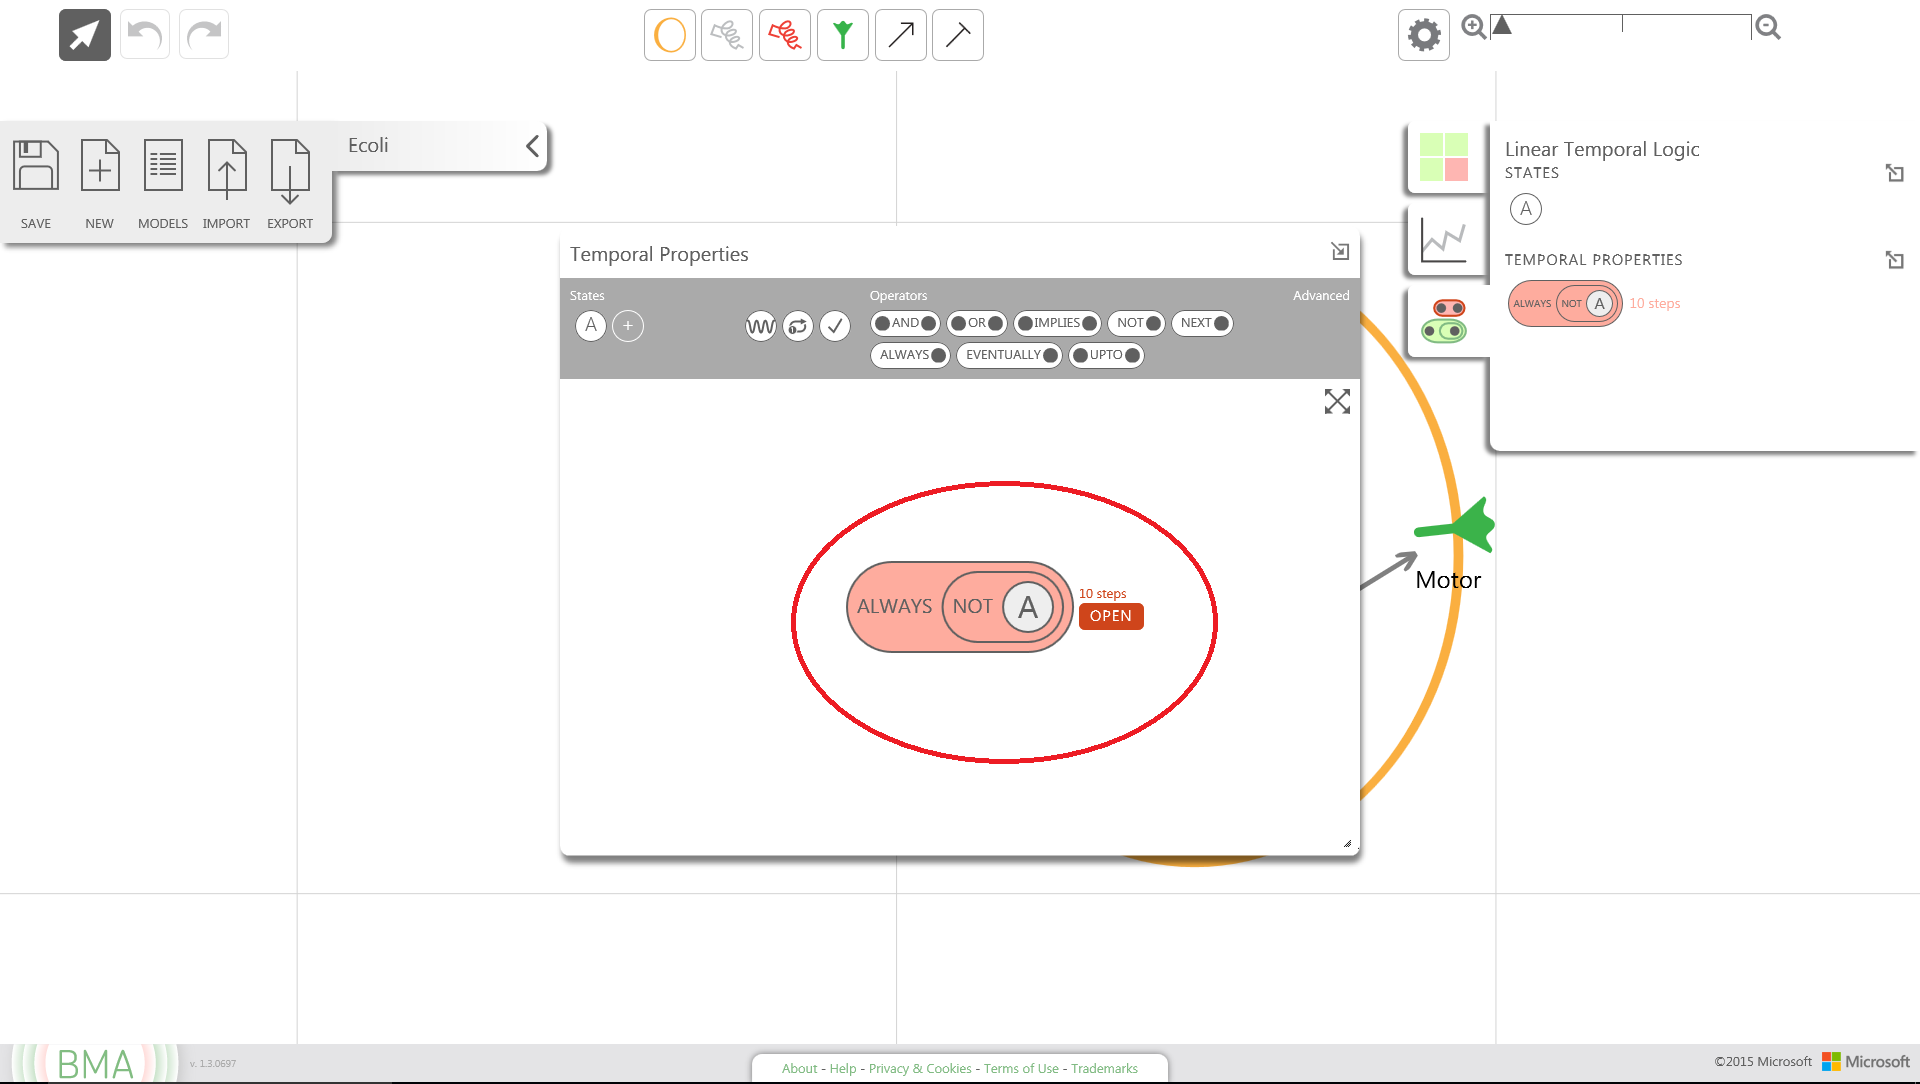 Ecoli
SAVE NEW MODELS IMPORT EXPORT
Linear Temporal Logic
STATES
A
TEMPORAL PROPERTIES
ALWAYS NOT A 10 steps
Temporal Properties
States Operators Advanced
A + AND OR IMPLIES NOT NEXT
ALWAYS EVENTUALLY UPTO
ALWAYS NOT A 10 steps
OPEN
Motor
BMA v. 1.3.0697
About - Help - Privacy & Cookies - Terms of Use - Trademarks
©2015 Microsoft Microsoft